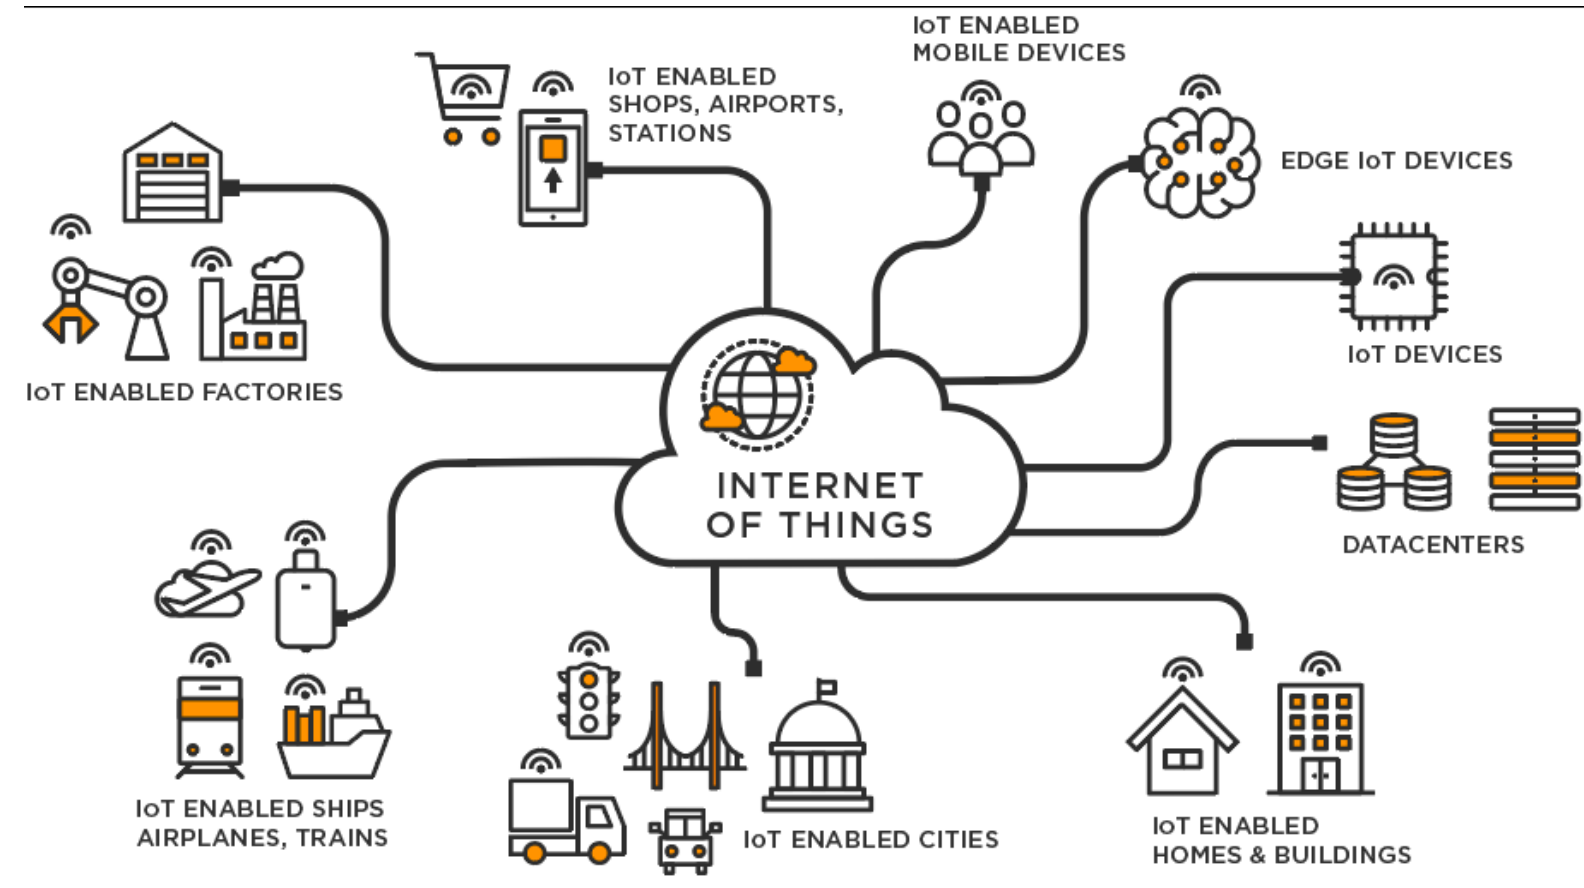 IoT ENABLED
MOBILE DEVICES
IoT ENABLED
SHOPS, AIRPORTS,
STATIONS
EDGE IoT DEVICES
IoT DEVICES
IoT ENABLED FACTORIES
INTERNET
OF THINGS
DATACENTERS
IoT ENABLED SHIPS
AIRPLANES, TRAINS
IoT ENABLED CITIES
IoT ENABLED
HOMES & BUILDINGS